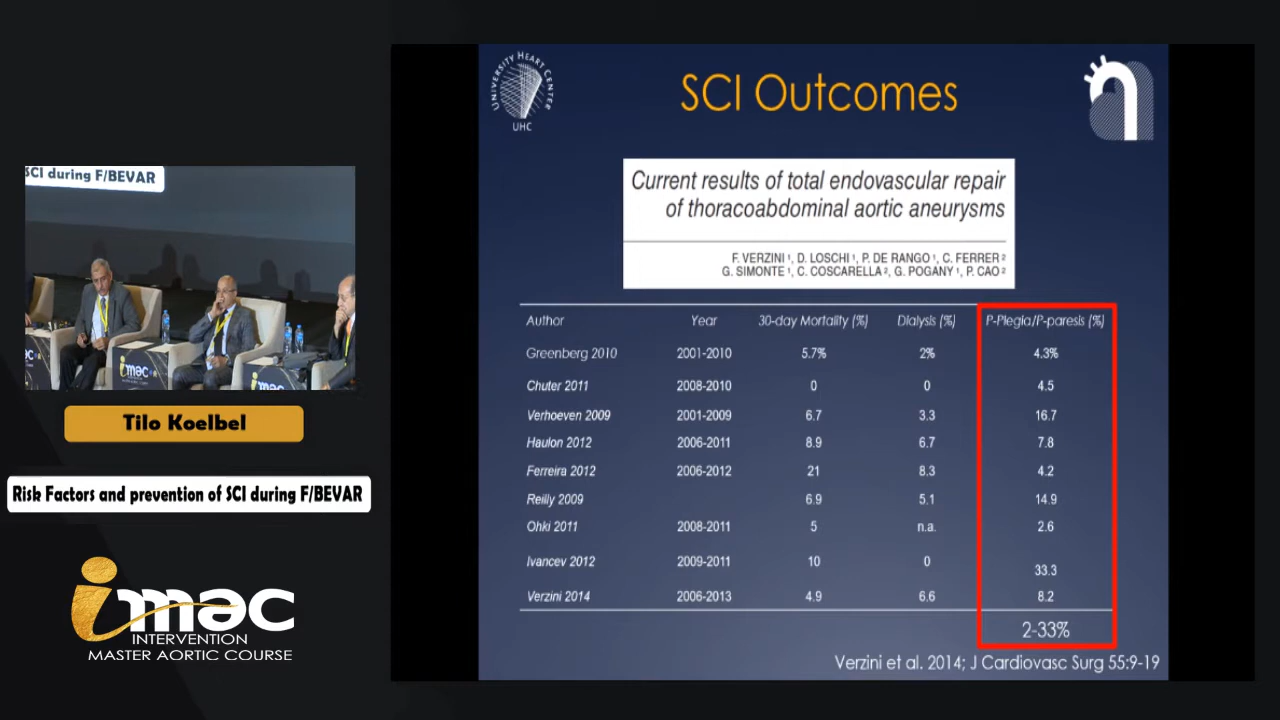 SCI during F/BEVAR
imac
imac
Tilo Koelbel
Risk Factors and prevention of SCI during F/BEVAR
imac
INTERVENTION
MASTER AORTIC COURSE
UNIVERSITY HEART CENTER
UHC
SCI Outcomes
Current results of total endovascular repair
of thoracoabdominal aortic aneurysms
F. VERZINI 1, D. LOSCHI 1, P. DE RANGO 1, C. FERRER 2
G. SIMONTE 1, C. COSCARELLA 2, G. POGANY 1, P. CAO 2
Author Year 30-day Mortality (%) Dialysis (%) P-Plegia/P-paresis (%)
Greenberg 2010 2001-2010 5.7% 2% 4.3%
Chuter 2011 2008-2010 0 0 4.5
Verhoeven 2009 2001-2009 6.7 3.3 16.7
Haulon 2012 2006-2011 8.9 6.7 7.8
Ferreira 2012 2006-2012 21 8.3 4.2
Reilly 2009 6.9 5.1 14.9
Ohki 2011 2008-2011 5 n.a. 2.6
Ivancev 2012 2009-2011 10 0 33.3
Verzini 2014 2006-2013 4.9 6.6 8.2
2-33%
Verzini et al. 2014; J Cardiovasc Surg 55:9-19